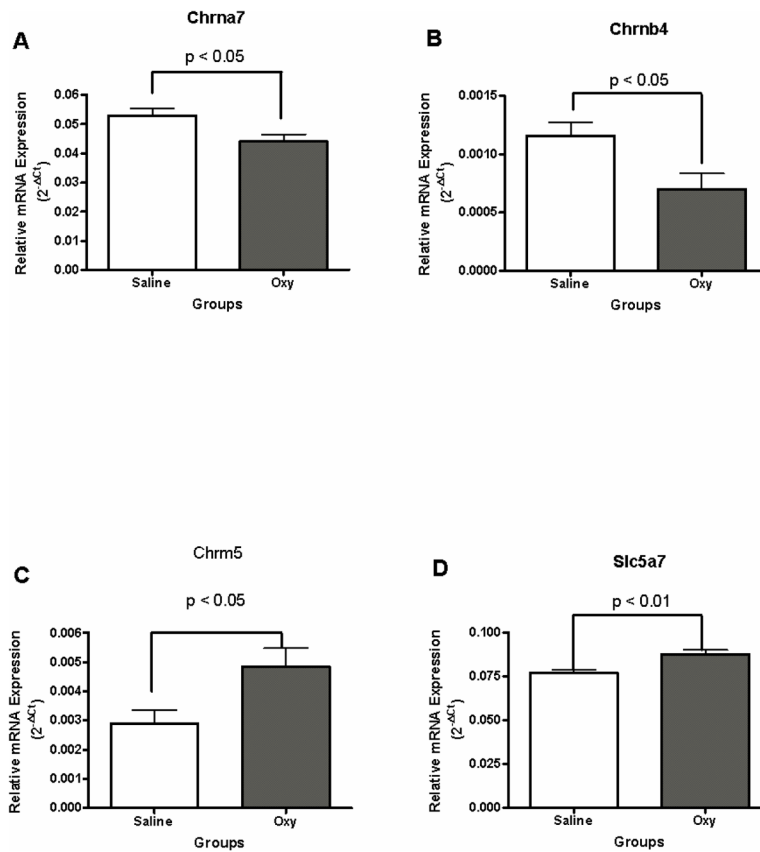 A
Chrna7
p < 0.05
Relative mRNA Expression
(2-ΔCt)
0.06
0.05
0.04
0.03
0.02
0.01
0.00
Saline
Oxy
Groups
B
Chrnb4
p < 0.05
Relative mRNA Expression
(2-ΔCt)
0.0015
0.0010
0.0005
0.0000
Saline
Oxy
Groups
C
Chrm5
p < 0.05
Relative mRNA Expression
(2-ΔCt)
0.006
0.005
0.004
0.003
0.002
0.001
0.000
Saline
Oxy
Groups
D
Slc5a7
p < 0.01
Relative mRNA Expression
(2-ΔCt)
0.100
0.075
0.050
0.025
0.000
Saline
Oxy
Groups